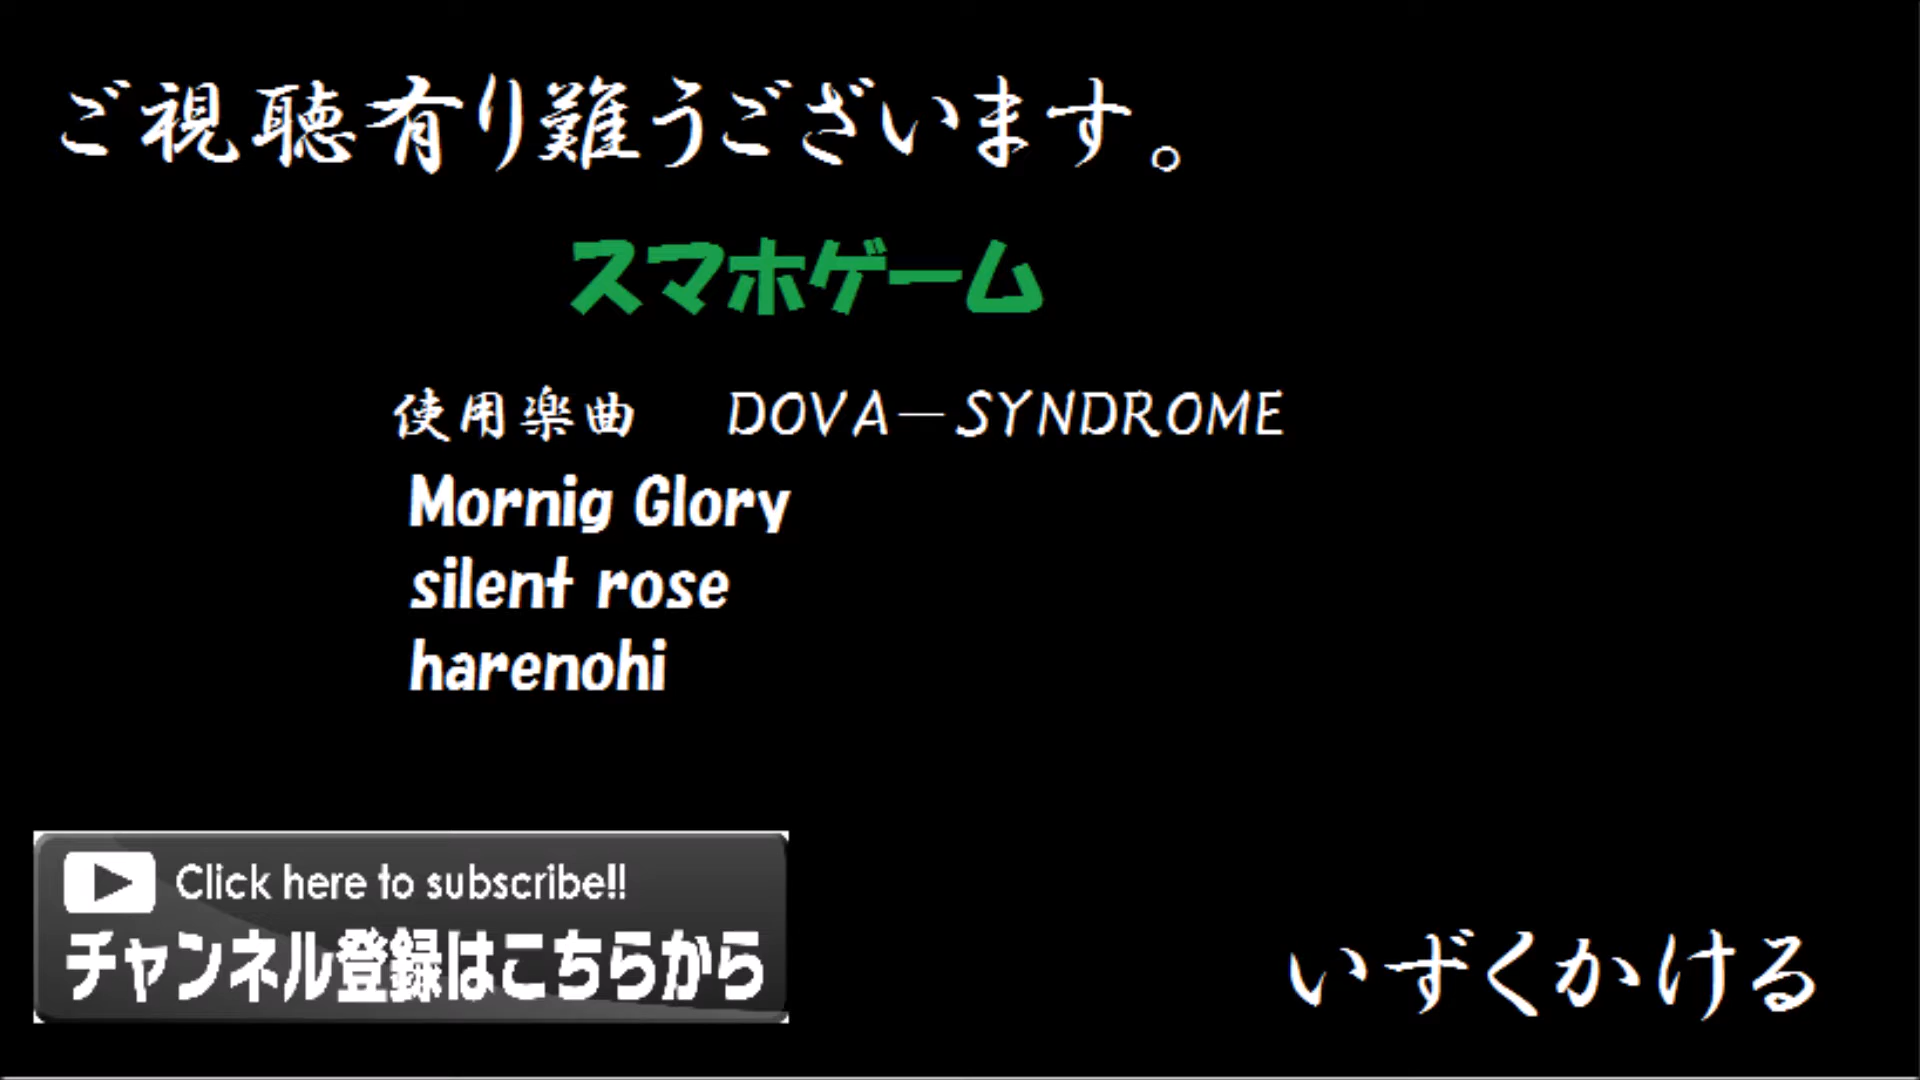 ご視聴有り難うございます。
スマホゲーム
使用楽曲 DOVA－SYNDROME
Mornig Glory
silent rose
harenohi
Click here to subscribe!!
チャンネル登録はこちらから
いずくかける